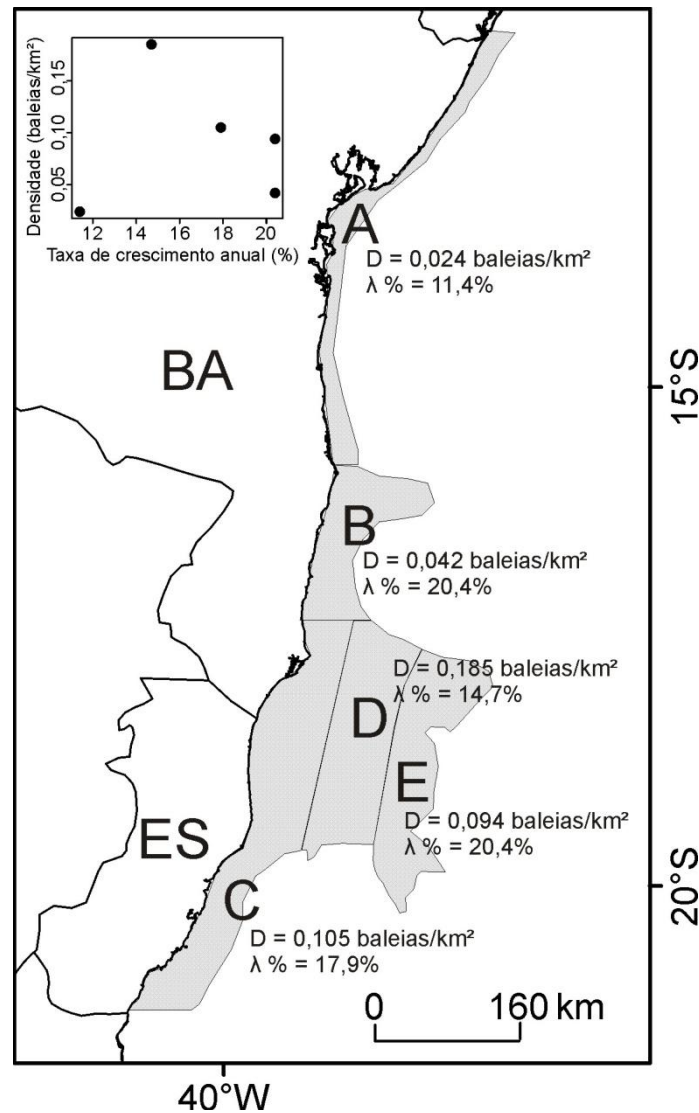 Densidade (baleias/km²)
0,05 0,10 0,15
12 14 16 18 20
Taxa de crescimento anual (%)
A
D = 0,024 baleias/km²
λ % = 11,4%
BA
15°S
B
D = 0,042 baleias/km²
λ % = 20,4%
D = 0,185 baleias/km²
λ % = 14,7%
D
E
D = 0,094 baleias/km²
λ % = 20,4%
ES
20°S
C
D = 0,105 baleias/km²
λ % = 17,9%
0 160 km
40°W